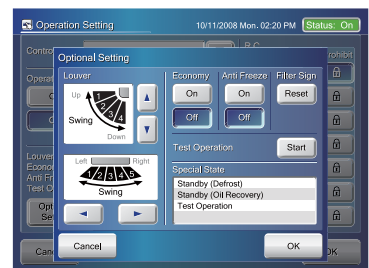 Operation Setting 10/11/2008 Mon. 02:20 PM Status: On
Optional Setting
Louver Economy Anti Freeze Filter Sign
Up
1 2 3 4
Swing
Down
On On Reset
Off Off
Left Right
1 2 3 4 5
Swing
Test Operation Start
Special State
Standby (Defrost)
Standby (Oil Recovery)
Test Operation
Cancel OK